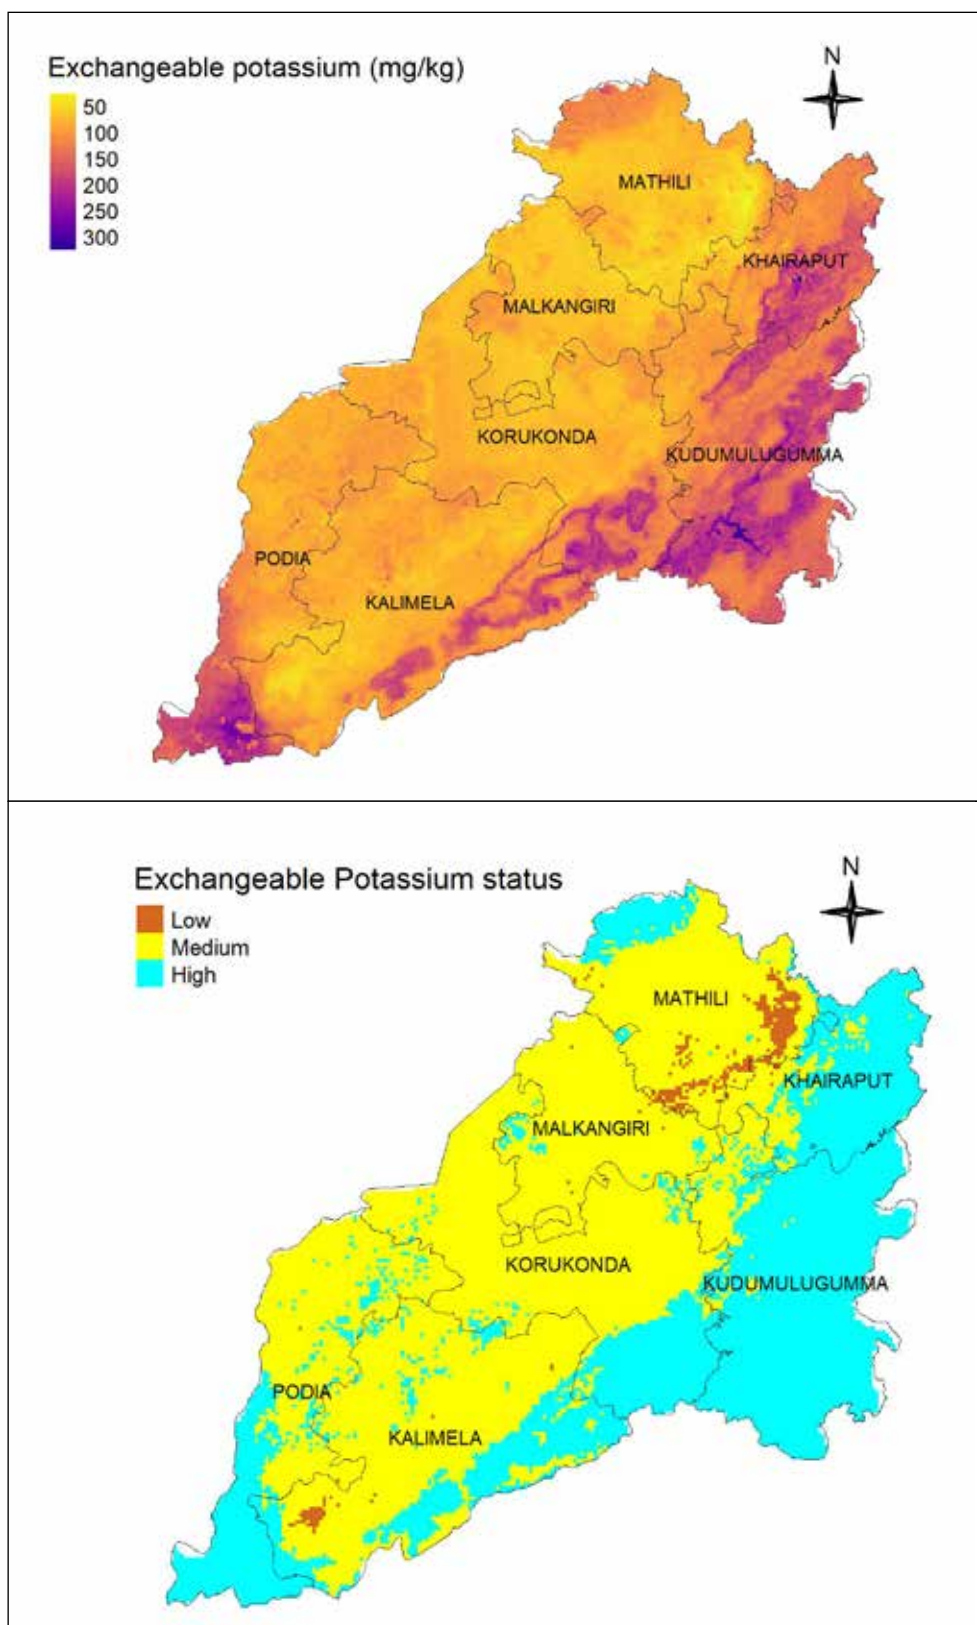 Exchangeable potassium (mg/kg)
50
100
150
200
250
300
N
MATHILI
KHAIRAPUT
MALKANGIRI
KORUKONDA
KUDUMULUGUMMA
PODIA
KALIMELA
Exchangeable Potassium status
Low
Medium
High
N
MATHILI
KHAIRAPUT
MALKANGIRI
KORUKONDA
KUDUMULUGUMMA
PODIA
KALIMELA